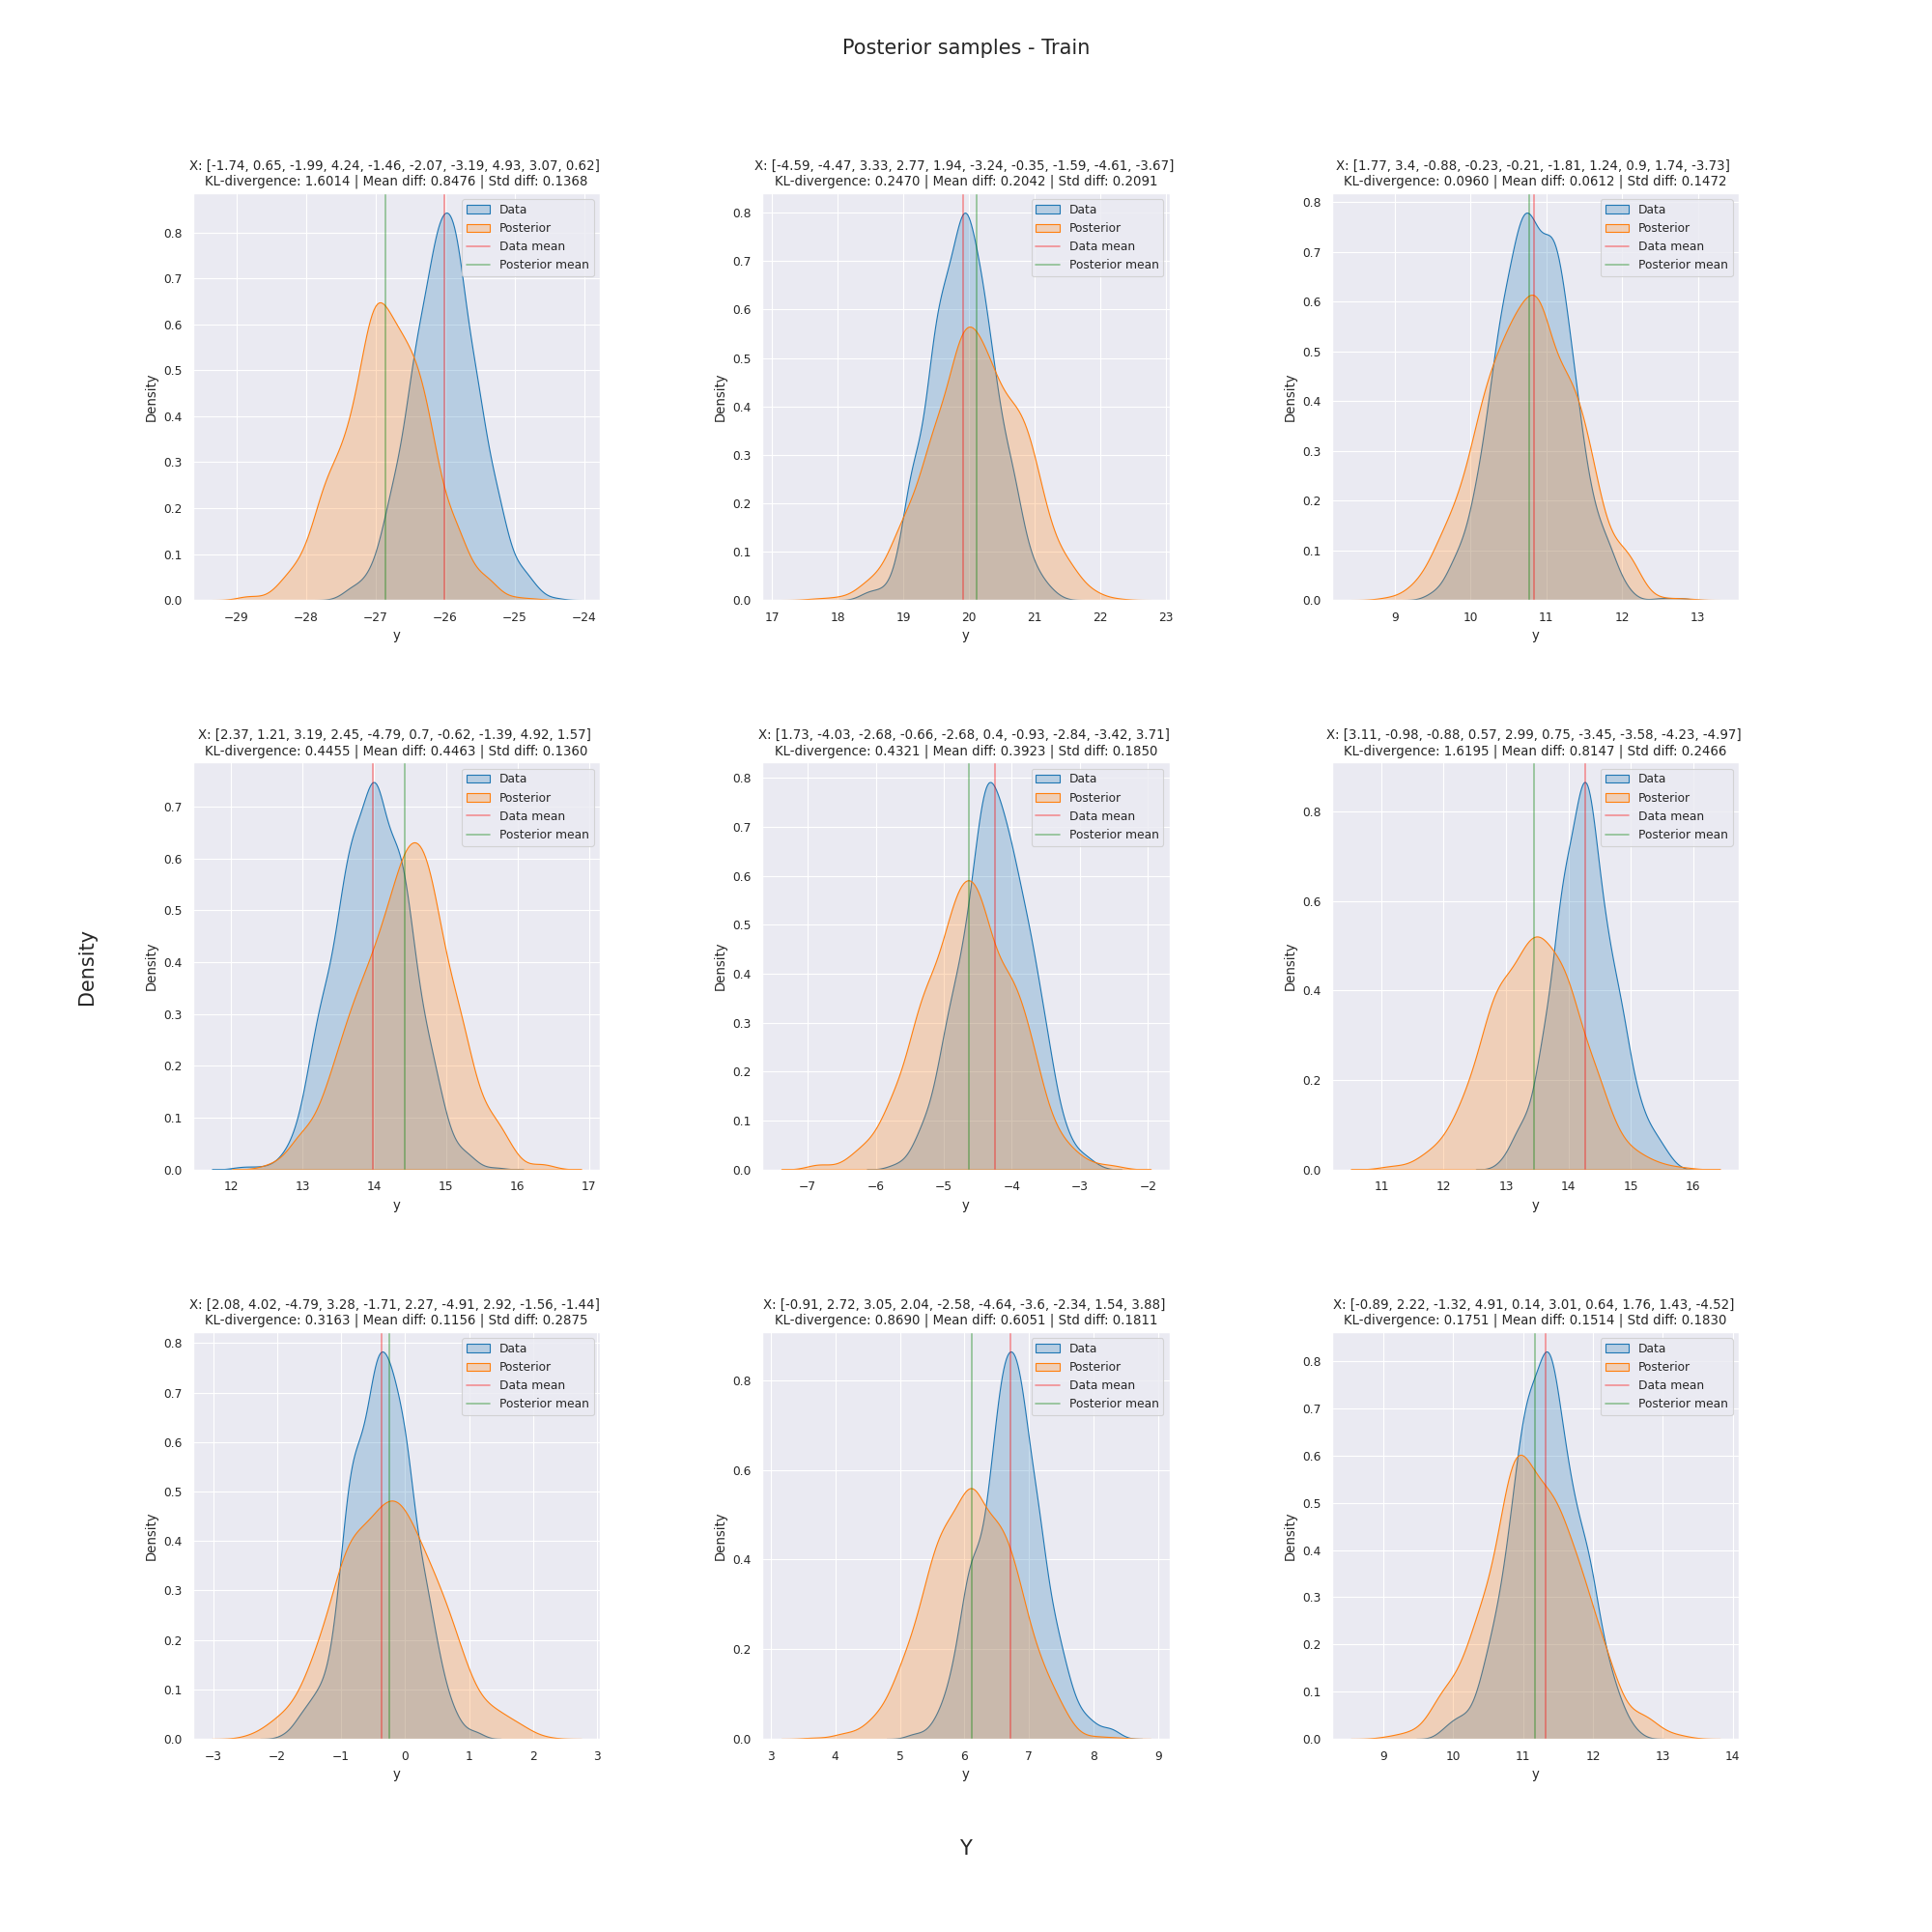 Posterior samples - Train
X: [-1.74, 0.65, -1.99, 4.24, -1.46, -2.07, -3.19, 4.93, 3.07, 0.62]
KL-divergence: 1.6014 | Mean diff: 0.8476 | Std diff: 0.1368
Data
Posterior
Data mean
Posterior mean
0.8
0.7
0.6
0.5
0.4
0.3
0.2
0.1
0.0
Density
−29 −28 −27 −26 −25 −24
y
X: [-4.59, -4.47, 3.33, 2.77, 1.94, -3.24, -0.35, -1.59, -4.61, -3.67]
KL-divergence: 0.2470 | Mean diff: 0.2042 | Std diff: 0.2091
Data
Posterior
Data mean
Posterior mean
0.8
0.7
0.6
0.5
0.4
0.3
0.2
0.1
0.0
Density
17 18 19 20 21 22 23
y
X: [1.77, 3.4, -0.88, -0.23, -0.21, -1.81, 1.24, 0.9, 1.74, -3.73]
KL-divergence: 0.0960 | Mean diff: 0.0612 | Std diff: 0.1472
Data
Posterior
Data mean
Posterior mean
0.8
0.7
0.6
0.5
0.4
0.3
0.2
0.1
0.0
Density
9 10 11 12 13
y
Density
X: [2.37, 1.21, 3.19, 2.45, -4.79, 0.7, -0.62, -1.39, 4.92, 1.57]
KL-divergence: 0.4455 | Mean diff: 0.4463 | Std diff: 0.1360
Data
Posterior
Data mean
Posterior mean
0.7
0.6
0.5
0.4
0.3
0.2
0.1
0.0
Density
12 13 14 15 16 17
y
X: [1.73, -4.03, -2.68, -0.66, -2.68, 0.4, -0.93, -2.84, -3.42, 3.71]
KL-divergence: 0.4321 | Mean diff: 0.3923 | Std diff: 0.1850
Data
Posterior
Data mean
Posterior mean
0.8
0.7
0.6
0.5
0.4
0.3
0.2
0.1
0.0
Density
−7 −6 −5 −4 −3 −2
y
X: [3.11, -0.98, -0.88, 0.57, 2.99, 0.75, -3.45, -3.58, -4.23, -4.97]
KL-divergence: 1.6195 | Mean diff: 0.8147 | Std diff: 0.2466
Data
Posterior
Data mean
Posterior mean
0.8
0.6
0.4
0.2
0.0
Density
11 12 13 14 15 16
y
X: [2.08, 4.02, -4.79, 3.28, -1.71, 2.27, -4.91, 2.92, -1.56, -1.44]
KL-divergence: 0.3163 | Mean diff: 0.1156 | Std diff: 0.2875
Data
Posterior
Data mean
Posterior mean
0.8
0.7
0.6
0.5
0.4
0.3
0.2
0.1
0.0
Density
−3 −2 −1 0 1 2 3
y
X: [-0.91, 2.72, 3.05, 2.04, -2.58, -4.64, -3.6, -2.34, 1.54, 3.88]
KL-divergence: 0.8690 | Mean diff: 0.6051 | Std diff: 0.1811
Data
Posterior
Data mean
Posterior mean
0.8
0.6
0.4
0.2
0.0
Density
3 4 5 6 7 8 9
y
X: [-0.89, 2.22, -1.32, 4.91, 0.14, 3.01, 0.64, 1.76, 1.43, -4.52]
KL-divergence: 0.1751 | Mean diff: 0.1514 | Std diff: 0.1830
Data
Posterior
Data mean
Posterior mean
0.8
0.7
0.6
0.5
0.4
0.3
0.2
0.1
0.0
Density
9 10 11 12 13 14
y
Y